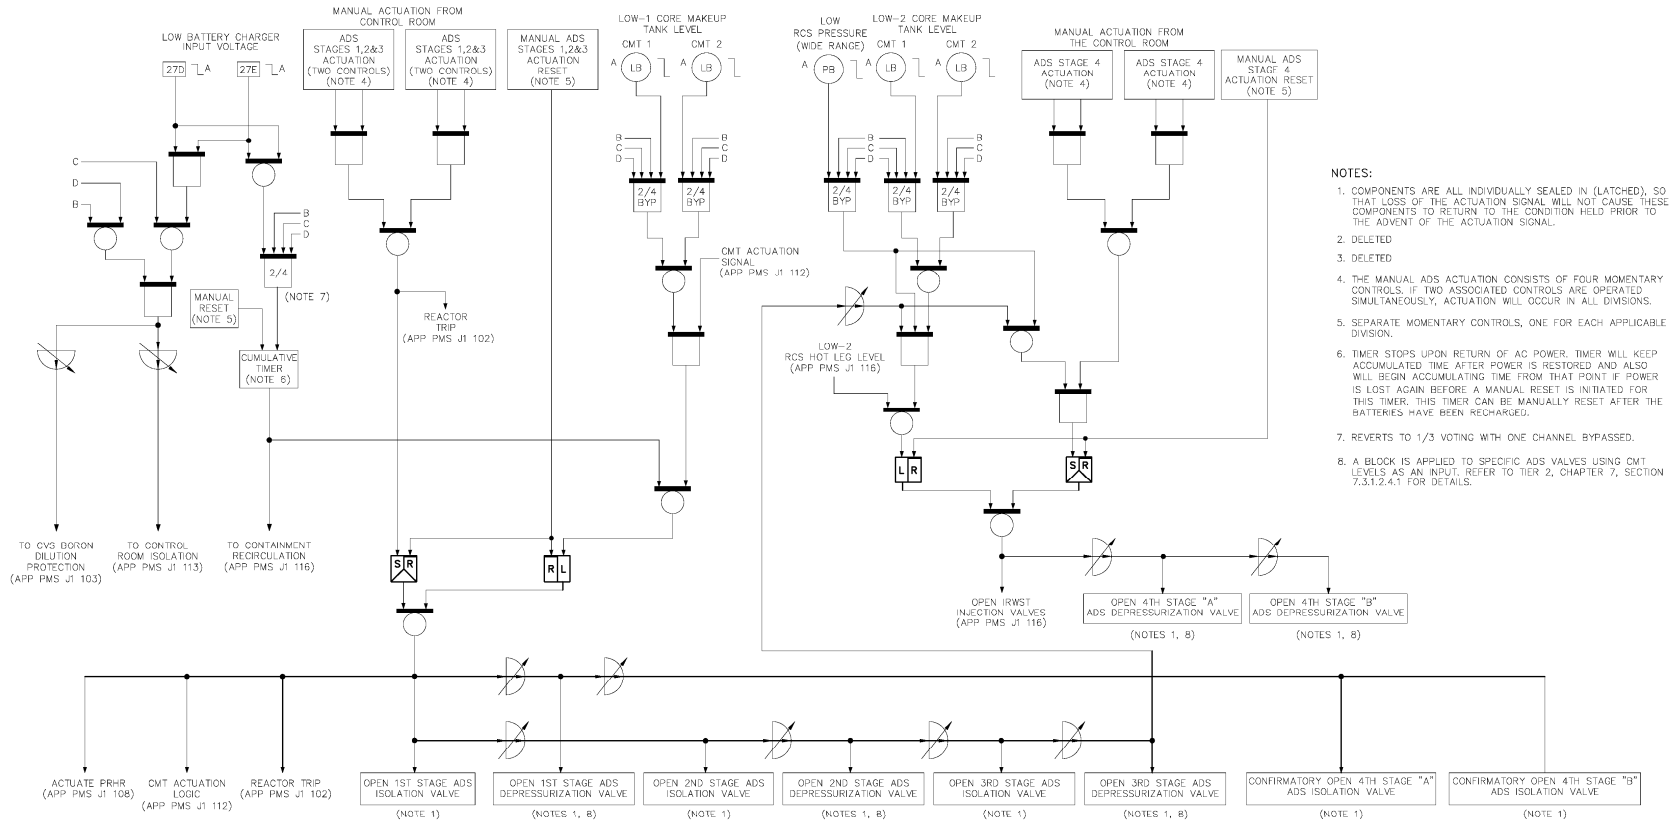 LOW BATTERY CHARGER
INPUT VOLTAGE
27D
A
27E
A
MANUAL ACTUATION FROM
CONTROL ROOM
ADS
STAGES 1,2&3
ACTUATION
(TWO CONTROLS)
(NOTE 4)
ADS
STAGES 1,2&3
ACTUATION
(TWO CONTROLS)
(NOTE 4)
MANUAL ADS
STAGES 1,2&3
ACTUATION
RESET
(NOTE 5)
LOW-1 CORE MAKEUP
TANK LEVEL
CMT 1
CMT 2
A
LB
LB
LOW
RCS PRESSURE
(WIDE RANGE)
A
PB
LOW-2 CORE MAKEUP
TANK LEVEL
CMT 1
CMT 2
A
LB
LB
MANUAL ACTUATION FROM
THE CONTROL ROOM
ADS STAGE 4
ACTUATION
(NOTE 4)
ADS STAGE 4
ACTUATION
(NOTE 4)
MANUAL ADS
STAGE 4
ACTUATION RESET
(NOTE 5)
C
D
B
B
C
D
B
C
D
B
C
D
B
C
D
B
C
D
2/4
BYP
2/4
BYP
2/4
BYP
2/4
BYP
2/4
BYP
2/4
(NOTE 7)
MANUAL
RESET
(NOTE 5)
CUMULATIVE
TIMER
(NOTE 6)
REACTOR
TRIP
(APP PMS J1 102)
CMT ACTUATION
SIGNAL
(APP PMS J1 112)
LOW-2
RCS HOT LEG LEVEL
(APP PMS J1 116)
L R
S R
S R
R L
TO CVS BORON
DILUTION
PROTECTION
(APP PMS J1 103)
TO CONTROL
ROOM ISOLATION
(APP PMS J1 113)
TO CONTAINMENT
RECIRCULATION
(APP PMS J1 116)
OPEN IRWST
INJECTION VALVES
(APP PMS J1 116)
OPEN 4TH STAGE "A"
ADS DEPRESSURIZATION VALVE
(NOTES 1, 8)
OPEN 4TH STAGE "B"
ADS DEPRESSURIZATION VALVE
(NOTES 1, 8)
ACTUATE PRHR
(APP PMS J1 108)
CMT ACTUATION
LOGIC
(APP PMS J1 112)
REACTOR TRIP
(APP PMS J1 102)
OPEN 1ST STAGE ADS
ISOLATION VALVE
(NOTE 1)
OPEN 1ST STAGE ADS
DEPRESSURIZATION VALVE
(NOTES 1, 8)
OPEN 2ND STAGE ADS
ISOLATION VALVE
(NOTE 1)
OPEN 2ND STAGE ADS
DEPRESSURIZATION VALVE
(NOTES 1, 8)
OPEN 3RD STAGE ADS
ISOLATION VALVE
(NOTE 1)
OPEN 3RD STAGE ADS
DEPRESSURIZATION VALVE
(NOTES 1, 8)
CONFIRMATORY OPEN 4TH STAGE "A"
ADS ISOLATION VALVE
(NOTE 1)
CONFIRMATORY OPEN 4TH STAGE "B"
ADS ISOLATION VALVE
(NOTE 1)
NOTES:
1. COMPONENTS ARE ALL INDIVIDUALLY SEALED IN (LATCHED), SO
THAT LOSS OF THE ACTUATION SIGNAL WILL NOT CAUSE THESE
COMPONENTS TO RETURN TO THE CONDITION HELD PRIOR TO
THE ADVENT OF THE ACTUATION SIGNAL.
2. DELETED
3. DELETED
4. THE MANUAL ADS ACTUATION CONSISTS OF FOUR MOMENTARY
CONTROLS. IF TWO ASSOCIATED CONTROLS ARE OPERATED
SIMULTANEOUSLY, ACTUATION WILL OCCUR IN ALL DIVISIONS.
5. SEPARATE MOMENTARY CONTROLS, ONE FOR EACH APPLICABLE
DIVISION.
6. TIMER STOPS UPON RETURN OF AC POWER. TIMER WILL KEEP
ACCUMULATED TIME AFTER POWER IS RESTORED AND ALSO
WILL BEGIN ACCUMULATING TIME FROM THAT POINT IF POWER
IS LOST AGAIN BEFORE A MANUAL RESET IS INITIATED FOR
THIS TIMER. THIS TIMER CAN BE MANUALLY RESET AFTER THE
BATTERIES HAVE BEEN RECHARGED.
7. REVERTS TO 1/3 VOTING WITH ONE CHANNEL BYPASSED.
8. A BLOCK IS APPLIED TO SPECIFIC ADS VALVES USING CMT
LEVELS AS AN INPUT. REFER TO TIER 2, CHAPTER 7, SECTION
7.3.1.2.4.1 FOR DETAILS.